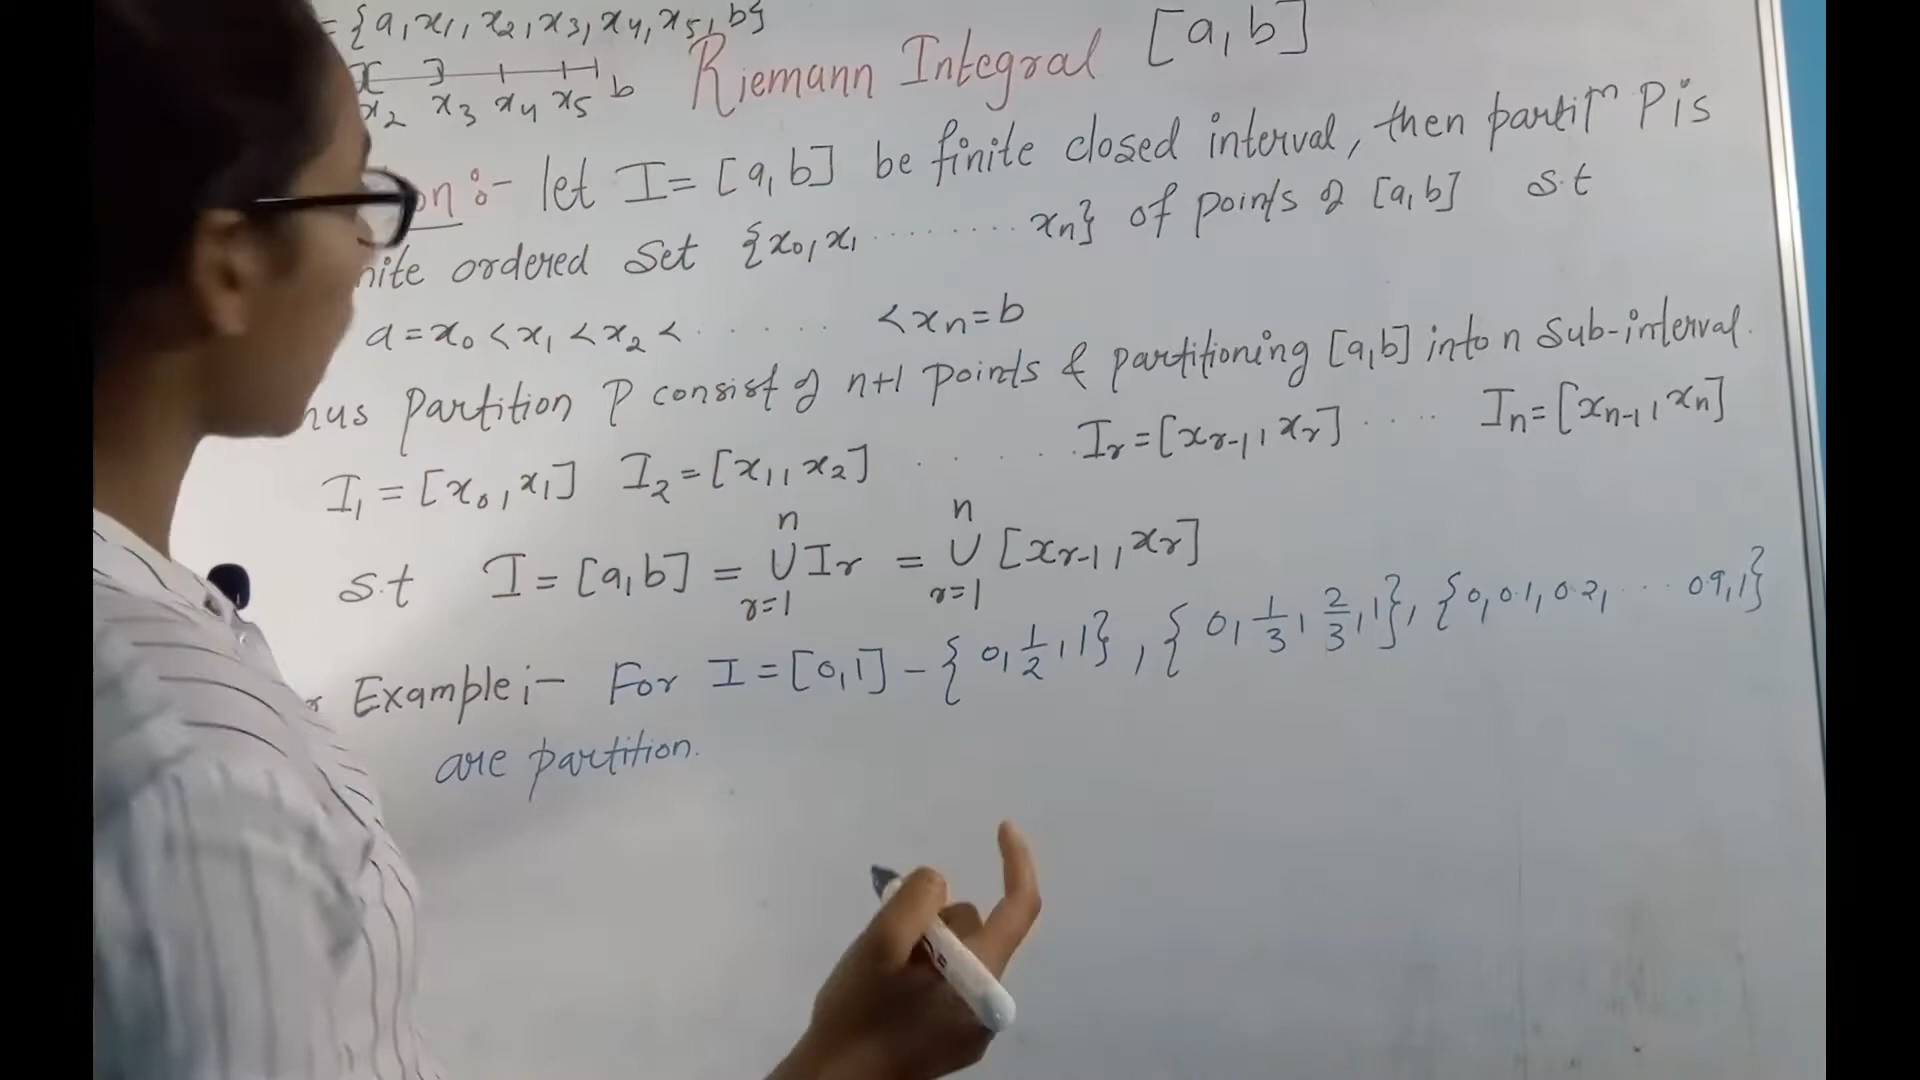 = {a, x₁, x₂, x₃, x₄, x₅, b}
x₂ x₃ x₄ x₅ b
Riemann Integral [a, b]
:- let I = [a, b] be finite closed interval, then partiⁿ P is
ordered set {x₀, x₁ ........ xₙ} of points of [a, b] s.t
a = x₀ < x₁ < x₂ < ...... < xₙ = b
Partition P consist of n+1 points & partitioning [a, b] into n sub-interval.
I₁ = [x₀, x₁] I₂ = [x₁, x₂] ...... Iᵣ = [xᵣ₋₁, xᵣ] .... Iₙ = [xₙ₋₁, xₙ]
s.t I = [a, b] = ⋃ⁿᵣ₌₁ Iᵣ = ⋃ⁿᵣ₌₁ [xᵣ₋₁, xᵣ]
Example :- For I = [0, 1] - {0, 1/2, 1}, {0, 1/3, 2/3, 1}, {0, 0.1, 0.2, ... 0.9, 1}
are partition.